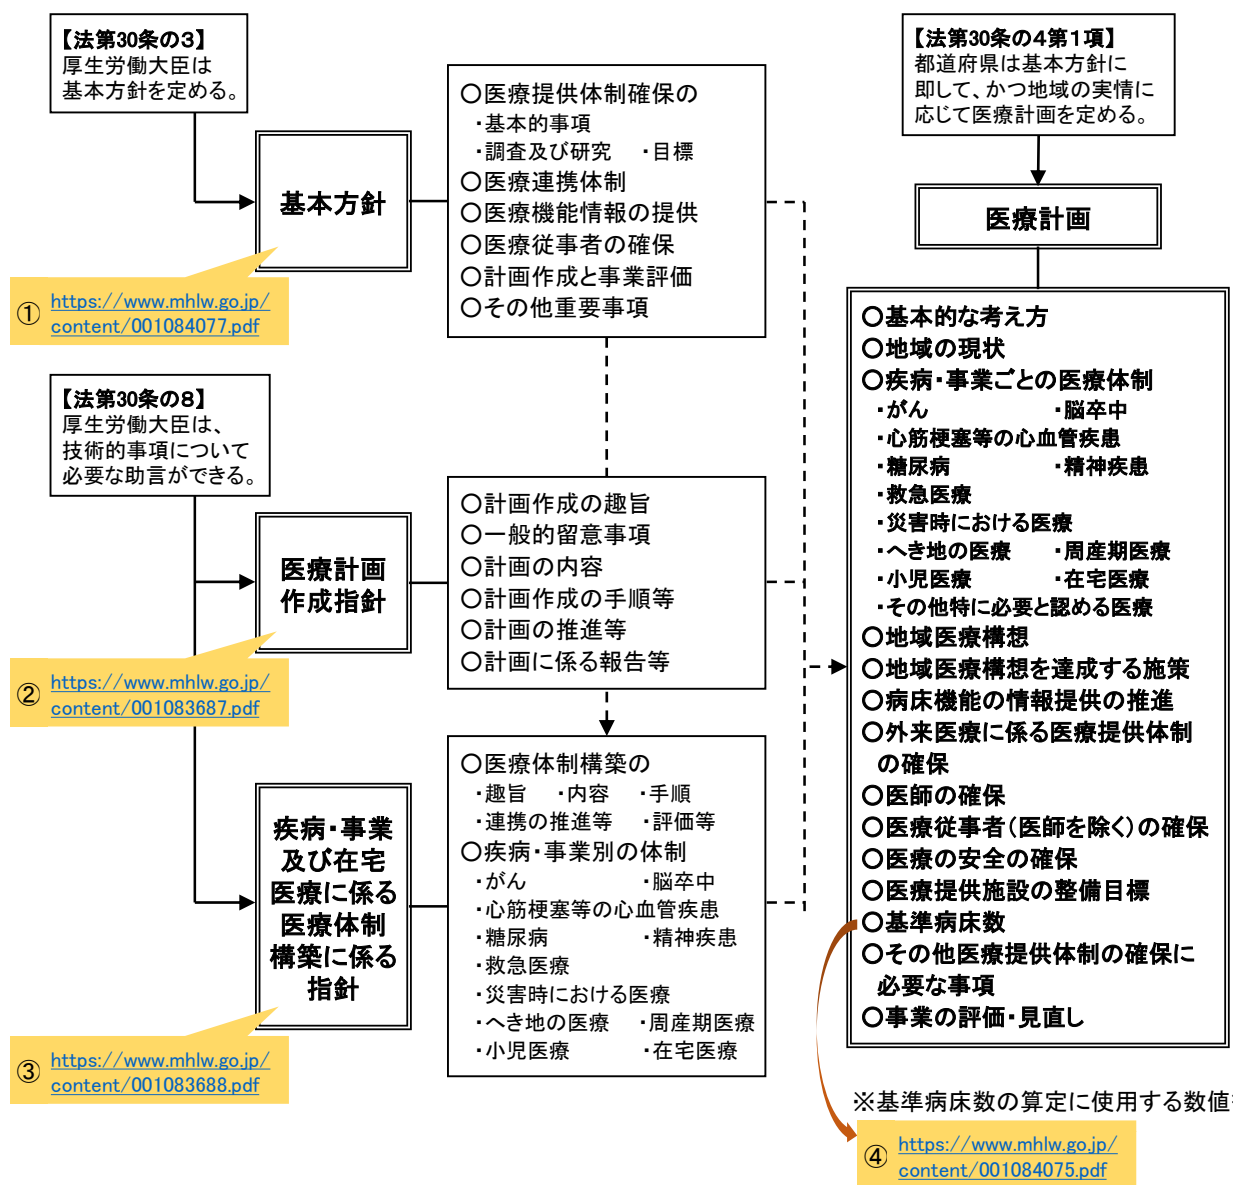 【法第30条の3】
厚生労働大臣は
基本方針を定める。
基本方針
① https://www.mhlw.go.jp/
content/001084077.pdf
○医療提供体制確保の
・基本的事項
・調査及び研究　・目標
○医療連携体制
○医療機能情報の提供
○医療従事者の確保
○計画作成と事業評価
○その他重要事項
【法第30条の8】
厚生労働大臣は、
技術的事項について
必要な助言ができる。
医療計画
作成指針
② https://www.mhlw.go.jp/
content/001083687.pdf
○計画作成の趣旨
○一般的留意事項
○計画の内容
○計画作成の手順等
○計画の推進等
○計画に係る報告等
疾病・事業
及び在宅
医療に係る
医療体制
構築に係る
指針
③ https://www.mhlw.go.jp/
content/001083688.pdf
○医療体制構築の
・趣旨　・内容　・手順
・連携の推進等　・評価等
○疾病・事業別の体制
・がん　・脳卒中
・心筋梗塞等の心血管疾患
・糖尿病　・精神疾患
・救急医療
・災害時における医療
・へき地の医療　・周産期医療
・小児医療　・在宅医療
【法第30条の4第1項】
都道府県は基本方針に
即して、かつ地域の実情に
応じて医療計画を定める。
医療計画
○基本的な考え方
○地域の現状
○疾病・事業ごとの医療体制
・がん　・脳卒中
・心筋梗塞等の心血管疾患
・糖尿病　・精神疾患
・救急医療
・災害時における医療
・へき地の医療　・周産期医療
・小児医療　・在宅医療
・その他特に必要と認める医療
○地域医療構想
○地域医療構想を達成する施策
○病床機能の情報提供の推進
○外来医療に係る医療提供体制
の確保
○医師の確保
○医療従事者（医師を除く）の確保
○医療の安全の確保
○医療提供施設の整備目標
○基準病床数
○その他医療提供体制の確保に
必要な事項
○事業の評価・見直し
※基準病床数の算定に使用する数値
④ https://www.mhlw.go.jp/
content/001084075.pdf